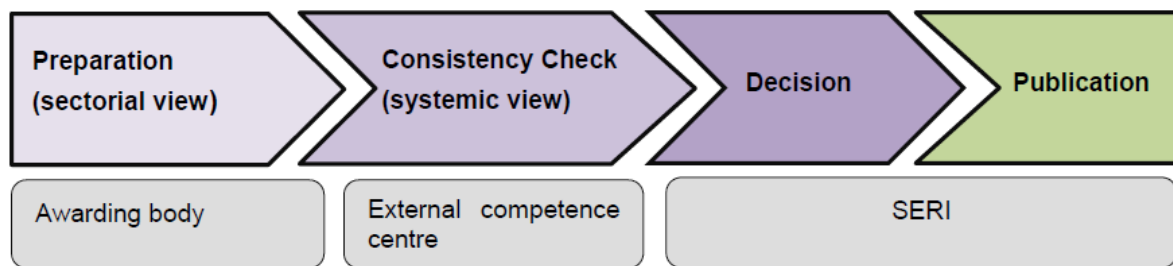 Preparation
(sectorial view)
Consistency Check
(systemic view)
Decision
Publication
Awarding body
External competence
centre
SERI